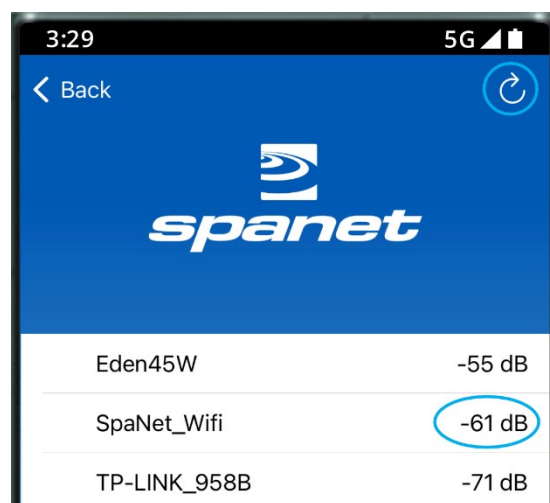 3:29 5G
Back
spanet
Eden45W -55 dB
SpaNet_Wifi -61 dB
TP-LINK_958B -71 dB